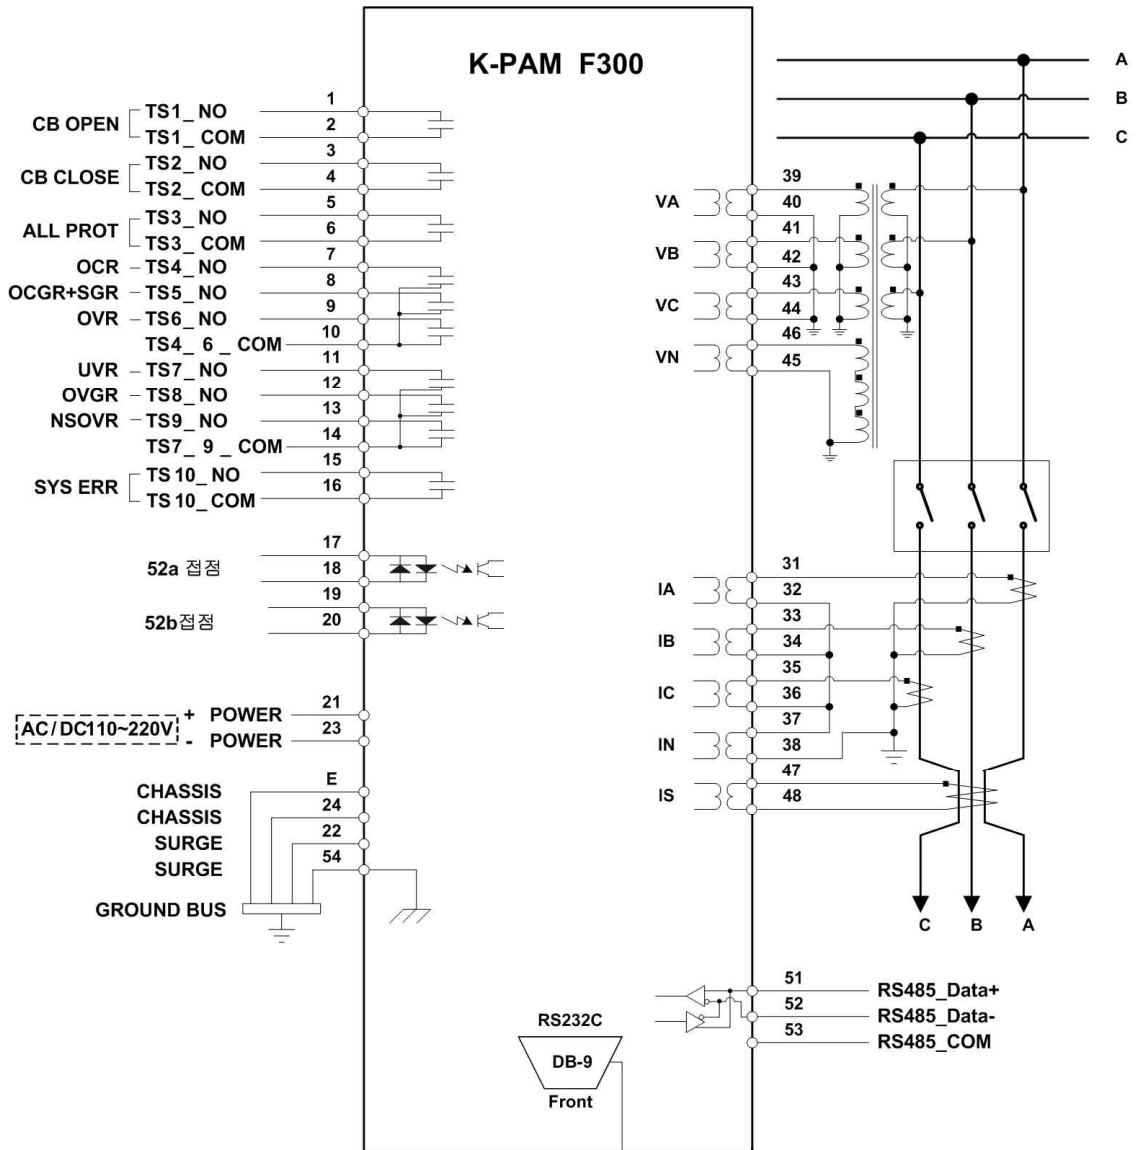 K-PAM F300
CB OPEN
TS1_NO 1
TS1_COM 2
CB CLOSE
TS2_NO 3
TS2_COM 4
ALL PROT
TS3_NO 5
TS3_COM 6
OCR TS4_NO 7
OCGR+SGR TS5_NO 8
OVR TS6_NO 9
TS4_6_COM 10
UVR TS7_NO 11
OVGR TS8_NO 12
NSOVR TS9_NO 13
TS7_9_COM 14
SYS ERR
TS10_NO 15
TS10_COM 16
52a 접점
17
18
52b접점
19
20
AC/DC110~220V
+ POWER 21
- POWER 23
CHASSIS E
CHASSIS 24
SURGE 22
SURGE 54
GROUND BUS
A
B
C
VA 39
40
VB 41
42
VC 43
44
VN 46
45
IA 31
32
IB 33
34
IC 35
36
IN 37
38
IS 47
48
C B A
51 RS485_Data+
52 RS485_Data-
53 RS485_COM
RS232C
DB-9
Front